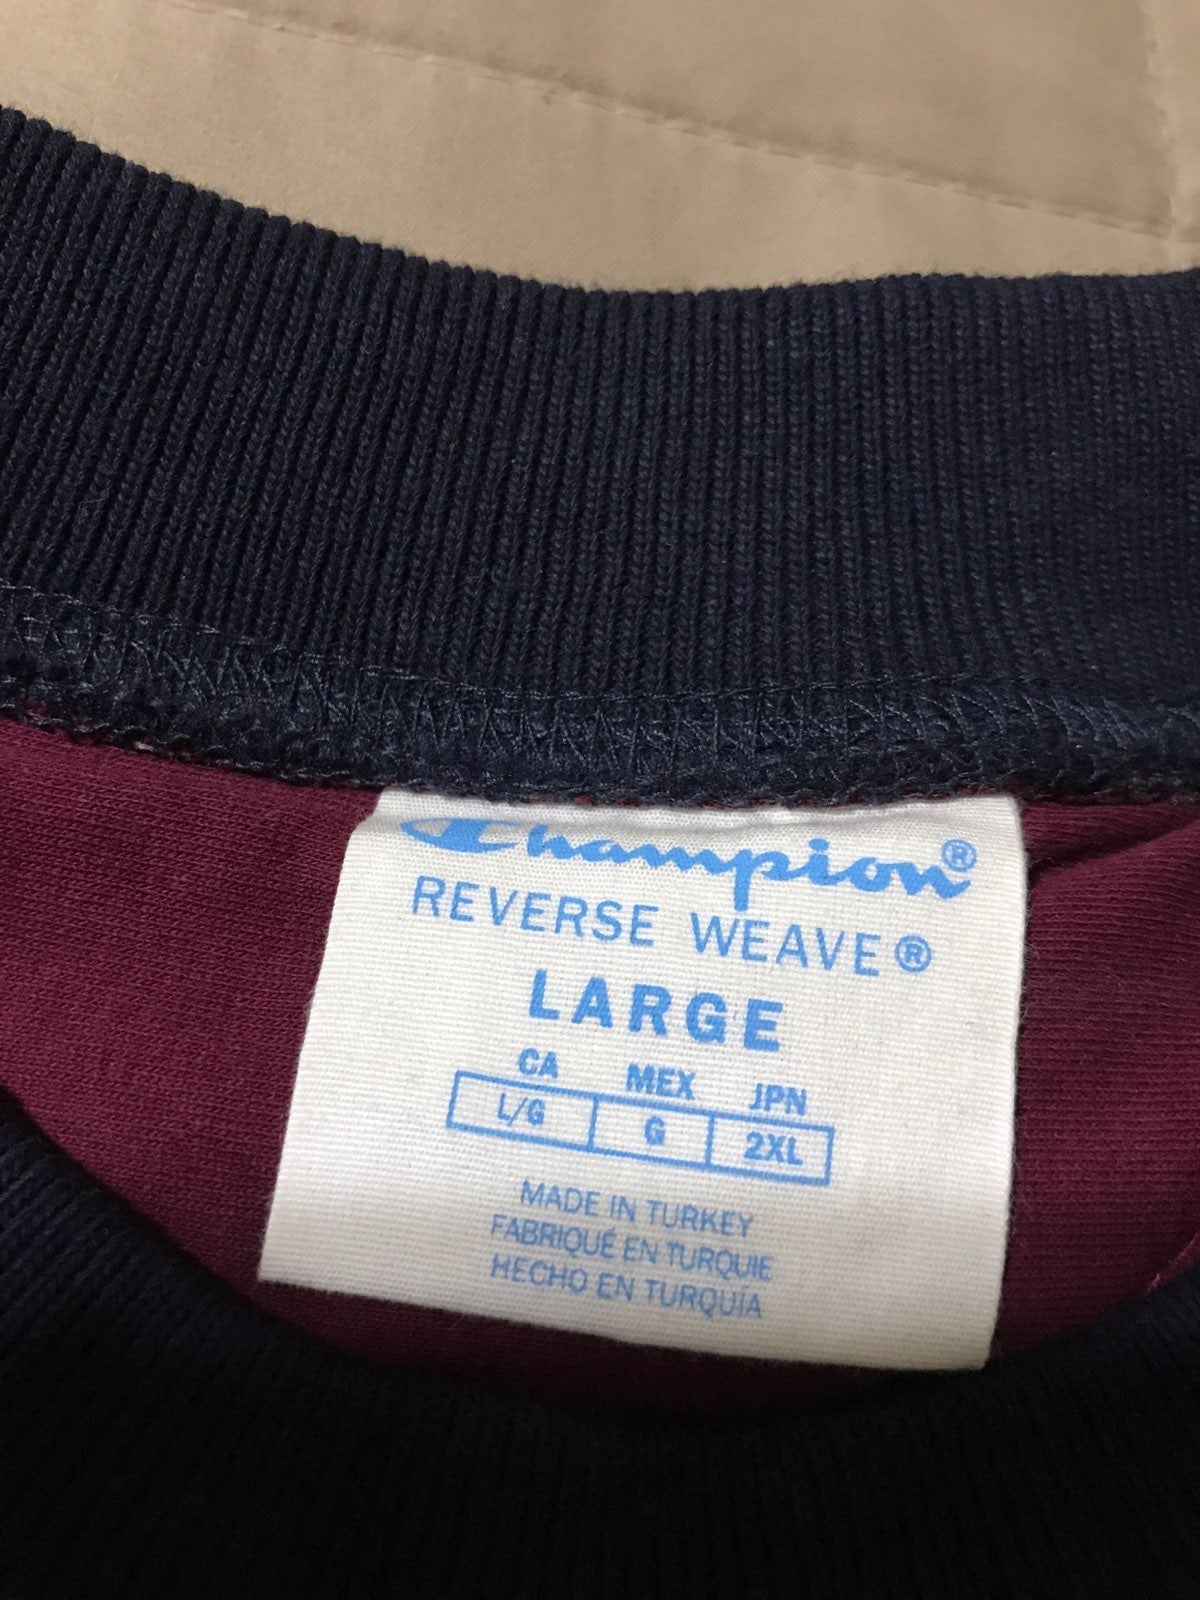 Champion®
REVERSE WEAVE®
LARGE
CA MEX JPN
L/G G 2XL
MADE IN TURKEY
FABRIQUÉ EN TURQUIE
HECHO EN TURQUÍA